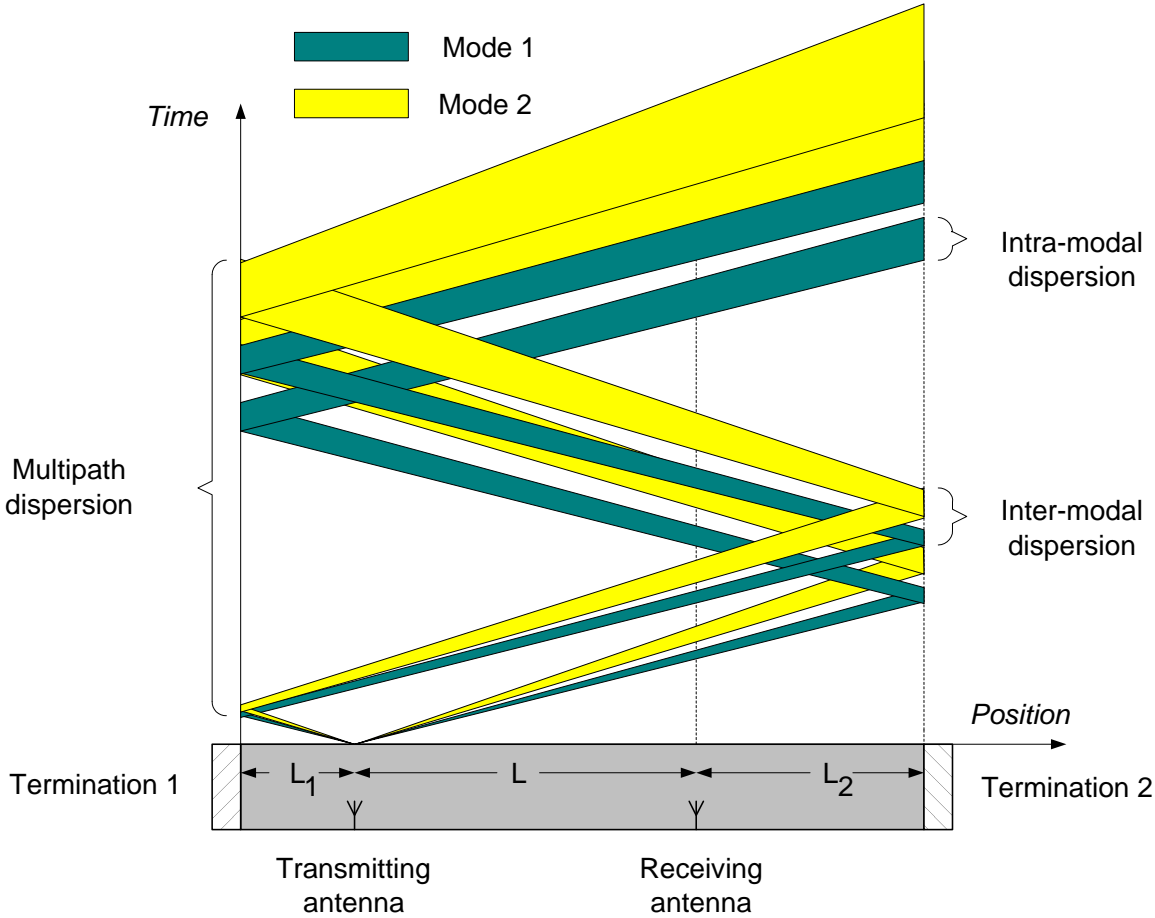 Mode 1
Mode 2
Time
Intra-modal
dispersion
Multipath
dispersion
Inter-modal
dispersion
Position
Termination 1
L1
L
L2
Termination 2
Transmitting
antenna
Receiving
antenna